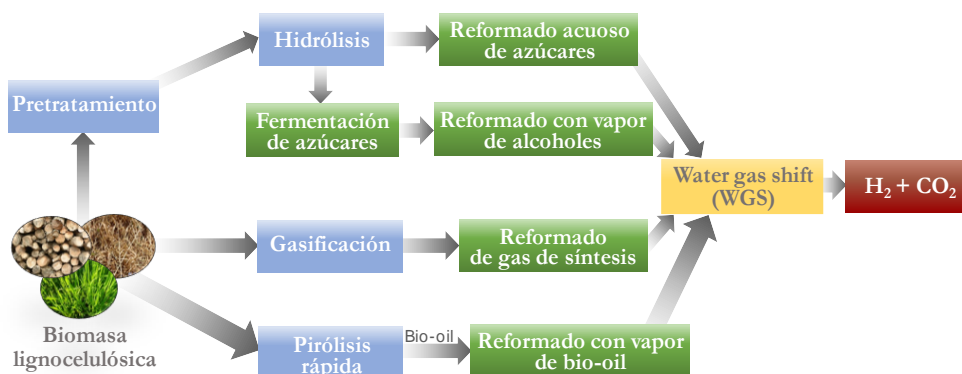 Hidrólisis
Reformado acuoso
de azúcares
Pretratamiento
Fermentación
de azúcares
Reformado con vapor
de alcoholes
Water gas shift
(WGS)
H₂ + CO₂
Gasificación
Reformado
de gas de síntesis
Biomasa
lignocelulósica
Pirólisis
rápida
Bio-oil
Reformado con vapor
de bio-oil